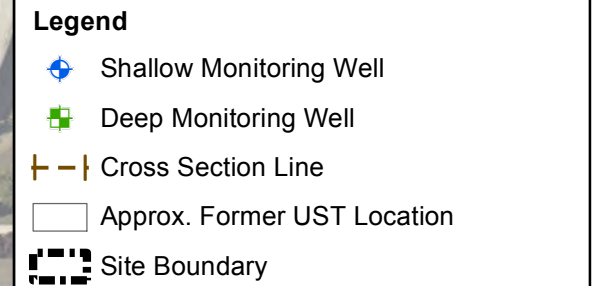 Legend
Shallow Monitoring Well
Deep Monitoring Well
Cross Section Line
Approx. Former UST Location
Site Boundary